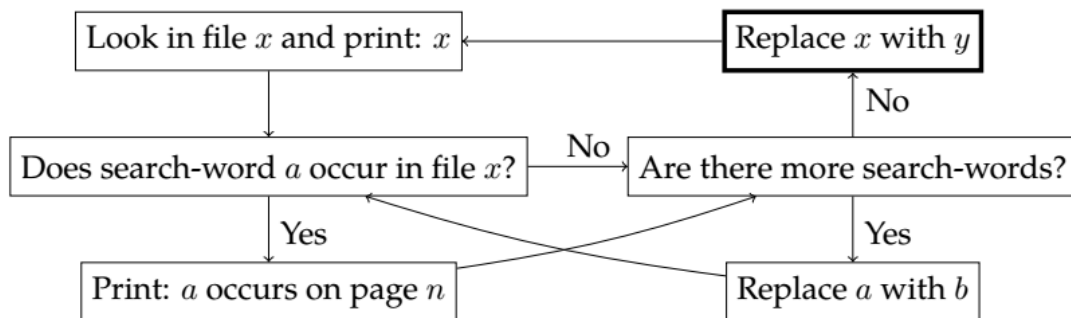 Look in file x and print: x
Replace x with y
No
Does search-word a occur in file x?
No
Are there more search-words?
Yes
Yes
Print: a occurs on page n
Replace a with b